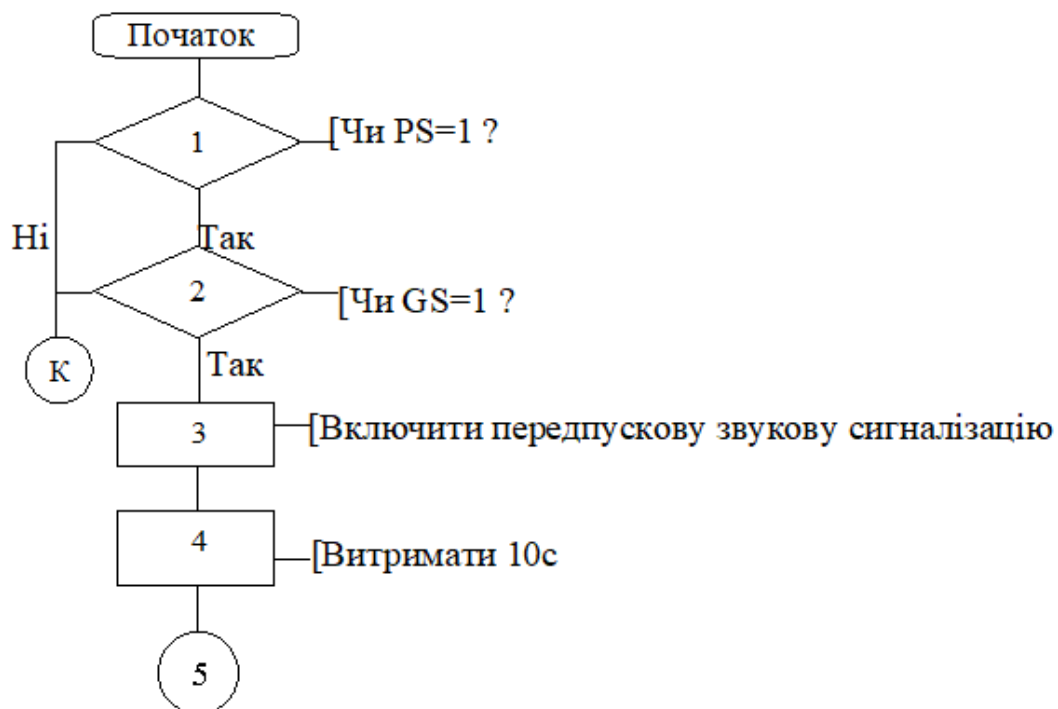 Початок
1
[Чи PS=1 ?
Ні
Так
2
[Чи GS=1 ?
К
Так
3
[Включити передпускову звукову сигналізацію
4
[Витримати 10с
5